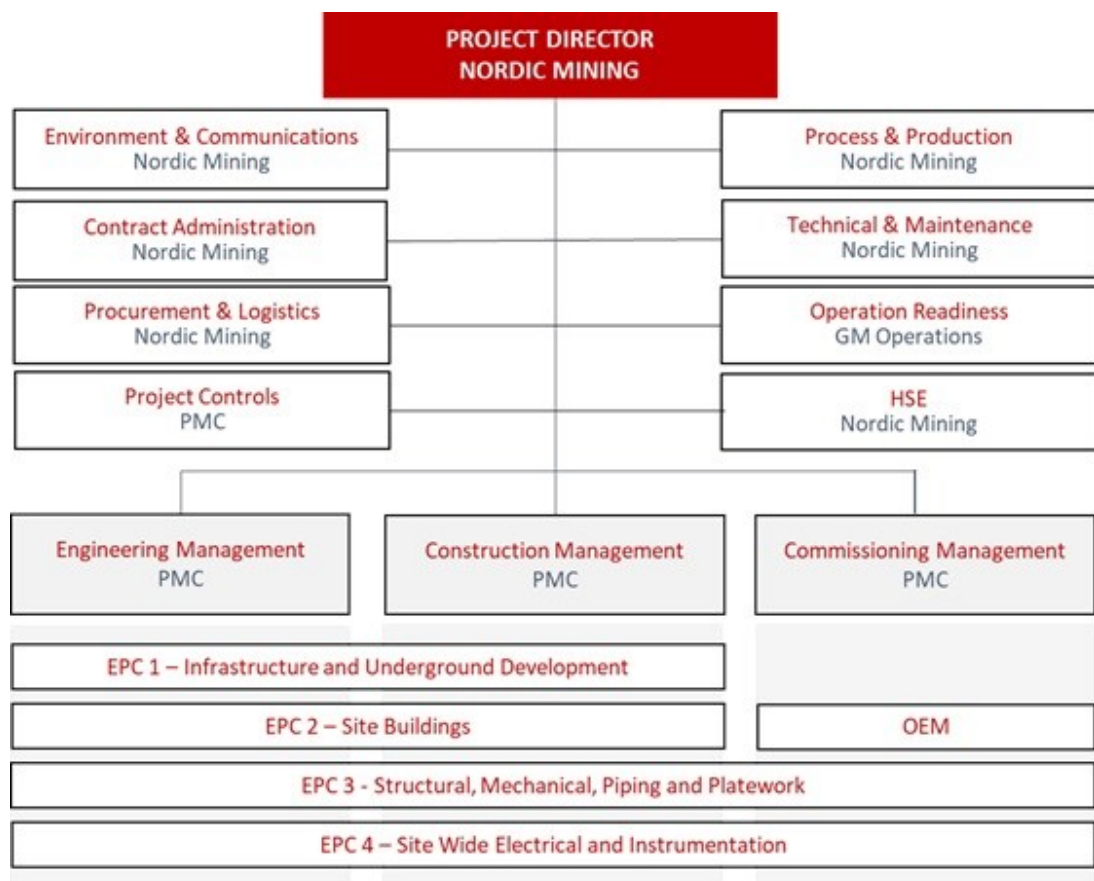 PROJECT DIRECTOR
NORDIC MINING
Environment & Communications
Nordic Mining
Process & Production
Nordic Mining
Contract Administration
Nordic Mining
Technical & Maintenance
Nordic Mining
Procurement & Logistics
Nordic Mining
Operation Readiness
GM Operations
Project Controls
PMC
HSE
Nordic Mining
Engineering Management
PMC
Construction Management
PMC
Commissioning Management
PMC
EPC 1 – Infrastructure and Underground Development
EPC 2 – Site Buildings
OEM
EPC 3 - Structural, Mechanical, Piping and Platework
EPC 4 – Site Wide Electrical and Instrumentation